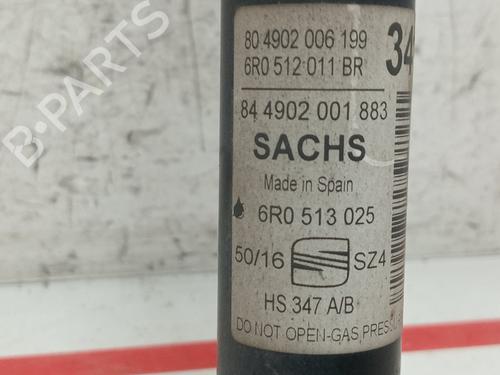 80 4902 006 199
6R0 512 011 BR
34
84 4902 001 883
SACHS
Made in Spain
6R0 513 025
50/16 SZ4
HS 347 A/B
DO NOT OPEN-GAS
B-PARTS